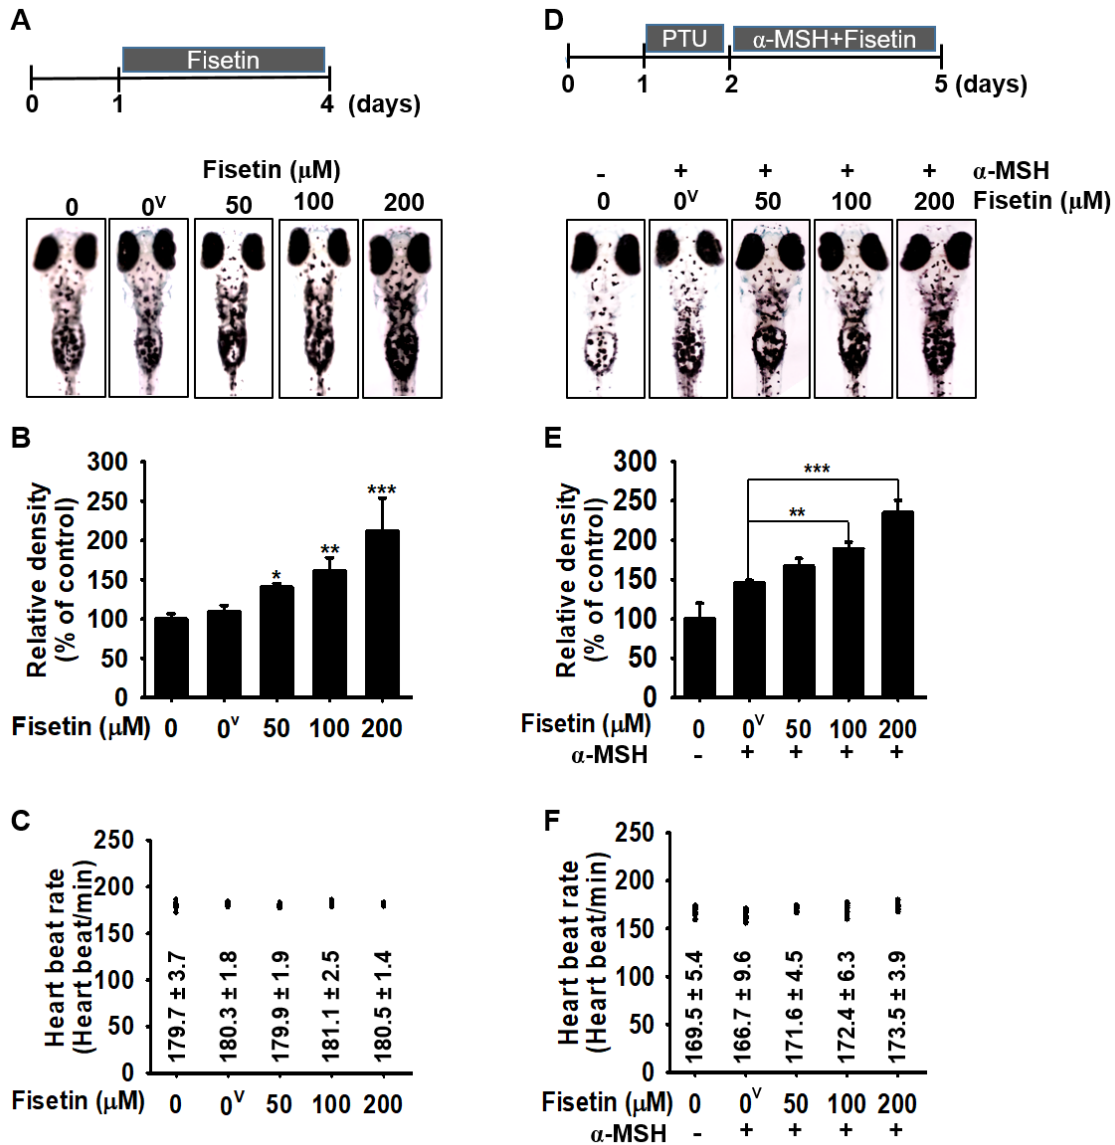 A
Fisetin
0 1 4 (days)
Fisetin (μM)
0 0V 50 100 200
B
Relative density
(% of control)
300
250
200
150
100
50
0
* ** ***
Fisetin (μM) 0 0V 50 100 200
C
Heart beat rate
(Heart beat/min)
250
200
150
100
50
0
179.7 ± 3.7
180.3 ± 1.8
179.9 ± 1.9
181.1 ± 2.5
180.5 ± 1.4
Fisetin (μM) 0 0V 50 100 200
D
PTU α-MSH+Fisetin
0 1 2 5 (days)
- + + + + α-MSH
0 0V 50 100 200 Fisetin (μM)
E
Relative density
(% of control)
300
250
200
150
100
50
0
***
**
Fisetin (μM) 0 0V 50 100 200
α-MSH - + + + +
F
Heart beat rate
(Heart beat/min)
250
200
150
100
50
0
169.5 ± 5.4
166.7 ± 9.6
171.6 ± 4.5
172.4 ± 6.3
173.5 ± 3.9
Fisetin (μM) 0 0V 50 100 200
α-MSH - + + + +